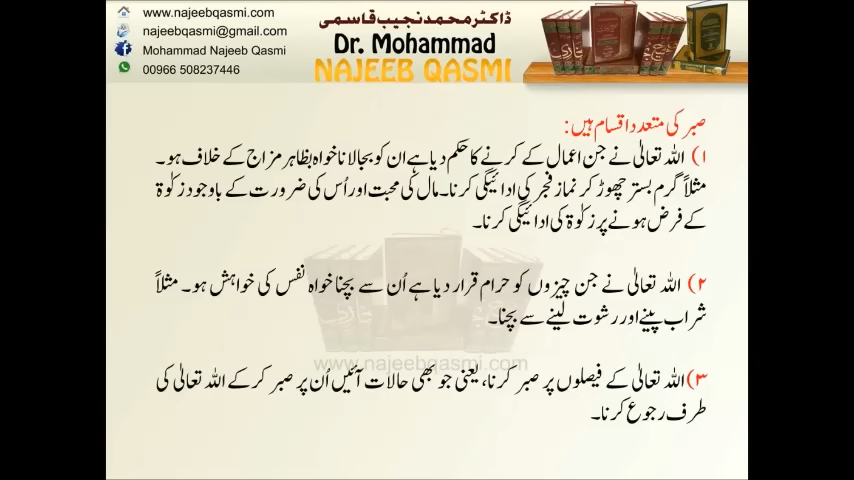 www.najeebqasmi.com
najeebqasmi@gmail.com
Mohammad Najeeb Qasmi
00966 508237446
ڈاکٹر محمد نجیب قاسمی
Dr. Mohammad
NAJEEB QASMI
صبر کی متعدد اقسام ہیں:
۱) اللہ تعالیٰ نے جن اعمال کے کرنے کا حکم دیا ہے ان کو بجالانا خواہ بظاہر مزاج کے خلاف ہو۔
مثلاً گرم بستر چھوڑ کر نماز فجر کی ادائیگی کرنا۔ مال کی محبت اور اُس کی ضرورت کے باوجود زکوٰۃ
کے فرض ہونے پر زکوٰۃ کی ادائیگی کرنا۔
۲) اللہ تعالیٰ نے جن چیزوں کو حرام قرار دیا ہے اُن سے بچنا خواہ نفس کی خواہش ہو۔ مثلاً
شراب پینے اور رشوت لینے سے بچنا۔
www.najeebqasmi.com
۳) اللہ تعالیٰ کے فیصلوں پر صبر کرنا، یعنی جو بھی حالات آئیں اُن پر صبر کرکے اللہ تعالیٰ کی
طرف رجوع کرنا۔